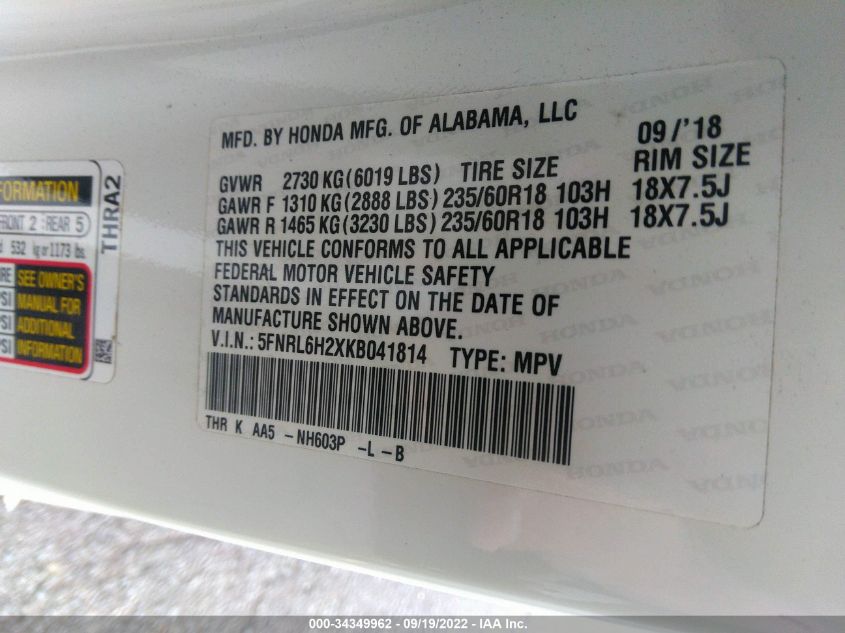 MFD. BY HONDA MFG. OF ALABAMA, LLC 09/'18
GVWR 2730 KG (6019 LBS) TIRE SIZE RIM SIZE
GAWR F 1310 KG (2888 LBS) 235/60R18 103H 18X7.5J
GAWR R 1465 KG (3230 LBS) 235/60R18 103H 18X7.5J
THIS VEHICLE CONFORMS TO ALL APPLICABLE
FEDERAL MOTOR VEHICLE SAFETY
STANDARDS IN EFFECT ON THE DATE OF
MANUFACTURE SHOWN ABOVE.
V.I.N.: 5FNRL6H2XKB041814 TYPE: MPV
THR K AA5 -NH603P -L -B
FRONT 2 : REAR 5
532 kg or 1173 lbs.
SEE OWNER'S
MANUAL FOR
ADDITIONAL
INFORMATION
THRA2
HONDA
000-34349962 - 09/19/2022 - IAA Inc.